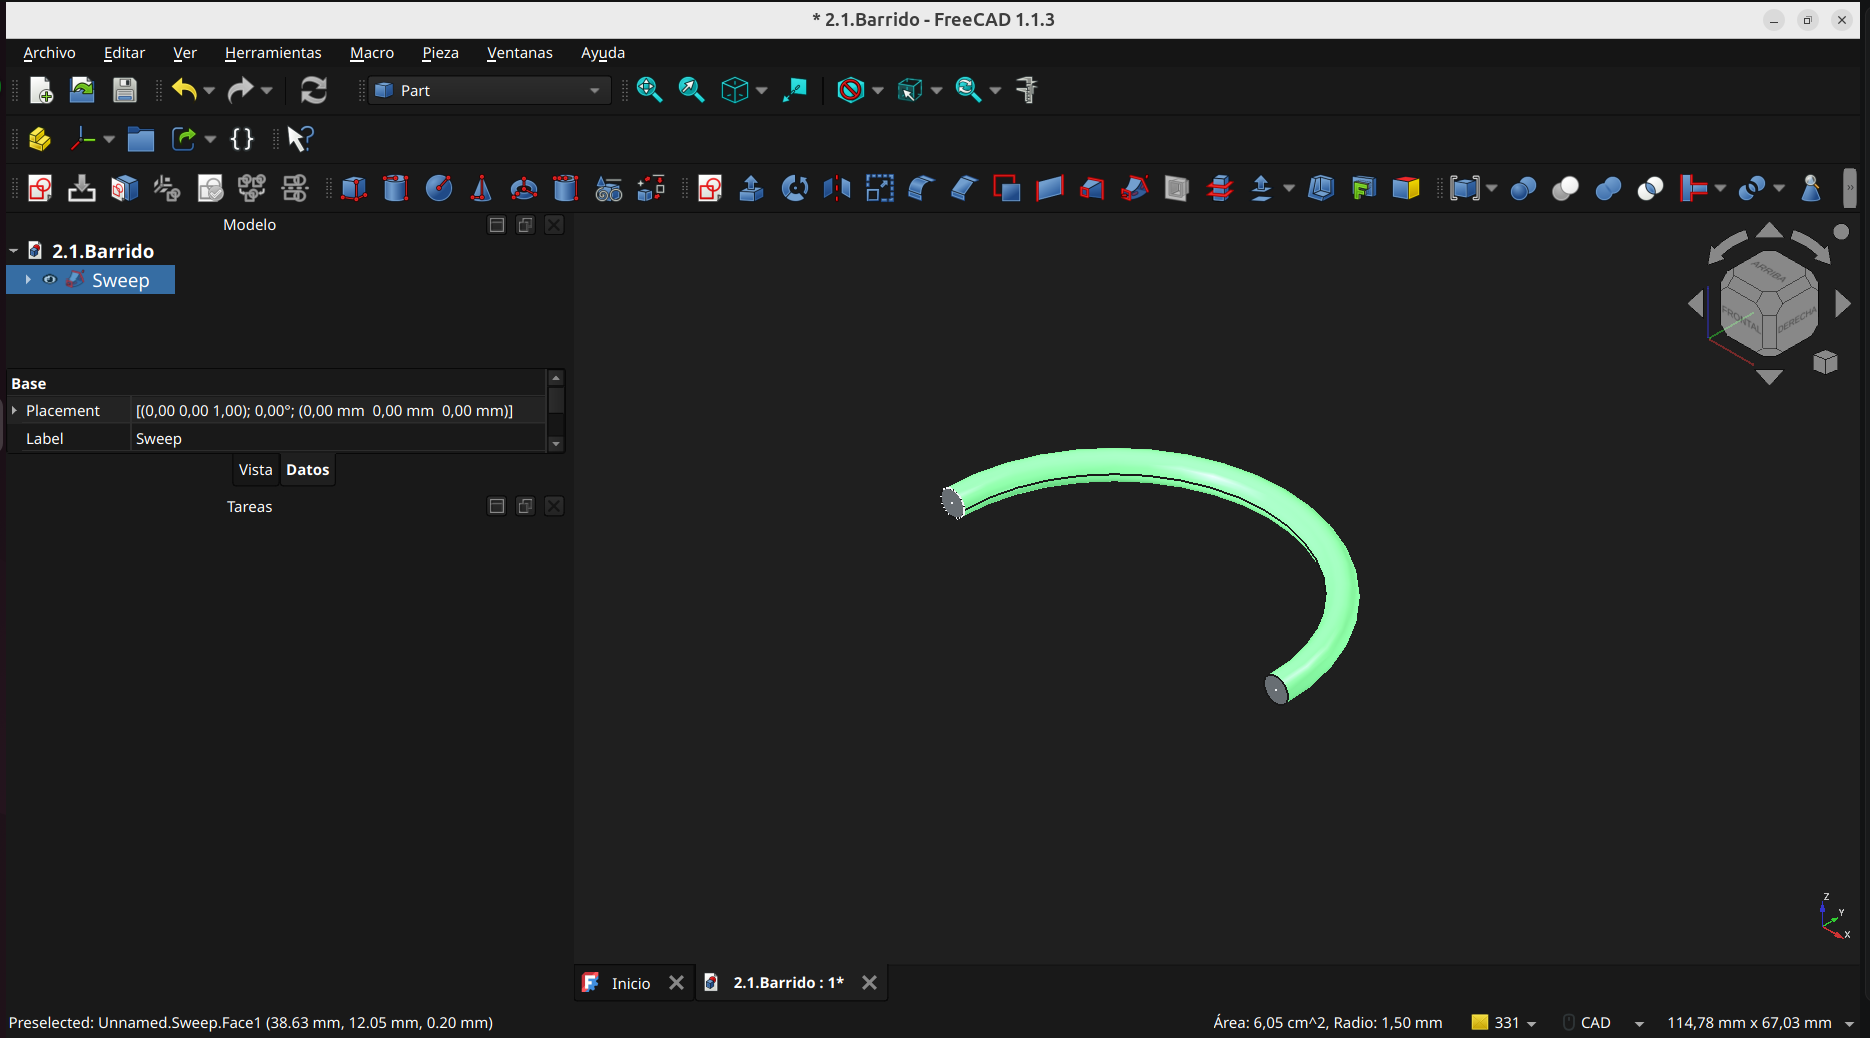 * 2.1.Barrido - FreeCAD 1.1.3
Archivo Editar Ver Herramientas Macro Pieza Ventanas Ayuda
Part
Modelo
2.1.Barrido
Sweep
Base
Placement [(0,00 0,00 1,00); 0,00°; (0,00 mm 0,00 mm 0,00 mm)]
Label Sweep
Vista Datos
Tareas
ARRIBA
FRONTAL
DERECHA
Z
Y
X
Inicio 2.1.Barrido : 1*
Preselected: Unnamed.Sweep.Face1 (38.63 mm, 12.05 mm, 0.20 mm) Área: 6,05 cm^2, Radio: 1,50 mm 331 CAD 114,78 mm x 67,03 mm